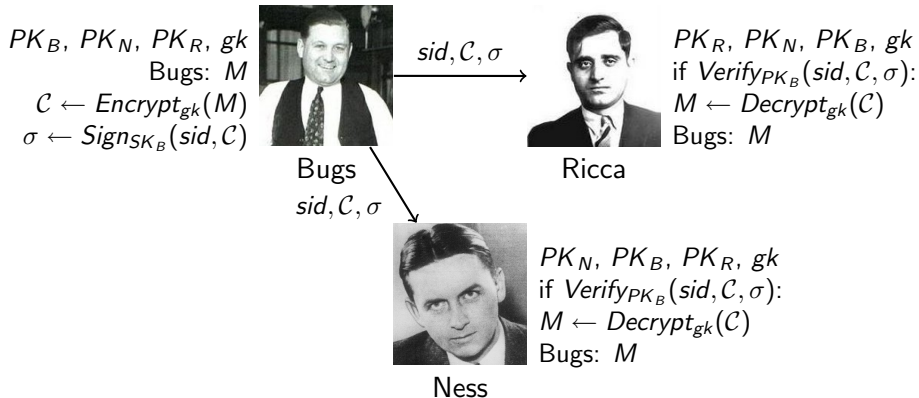 PK_B, PK_N, PK_R, gk
Bugs: M
C ← Encrypt_gk(M)
σ ← Sign_SK_B(sid, C)
Bugs
sid, C, σ
PK_R, PK_N, PK_B, gk
if Verify_PK_B(sid, C, σ):
M ← Decrypt_gk(C)
Bugs: M
Ricca
sid, C, σ
PK_N, PK_B, PK_R, gk
if Verify_PK_B(sid, C, σ):
M ← Decrypt_gk(C)
Bugs: M
Ness